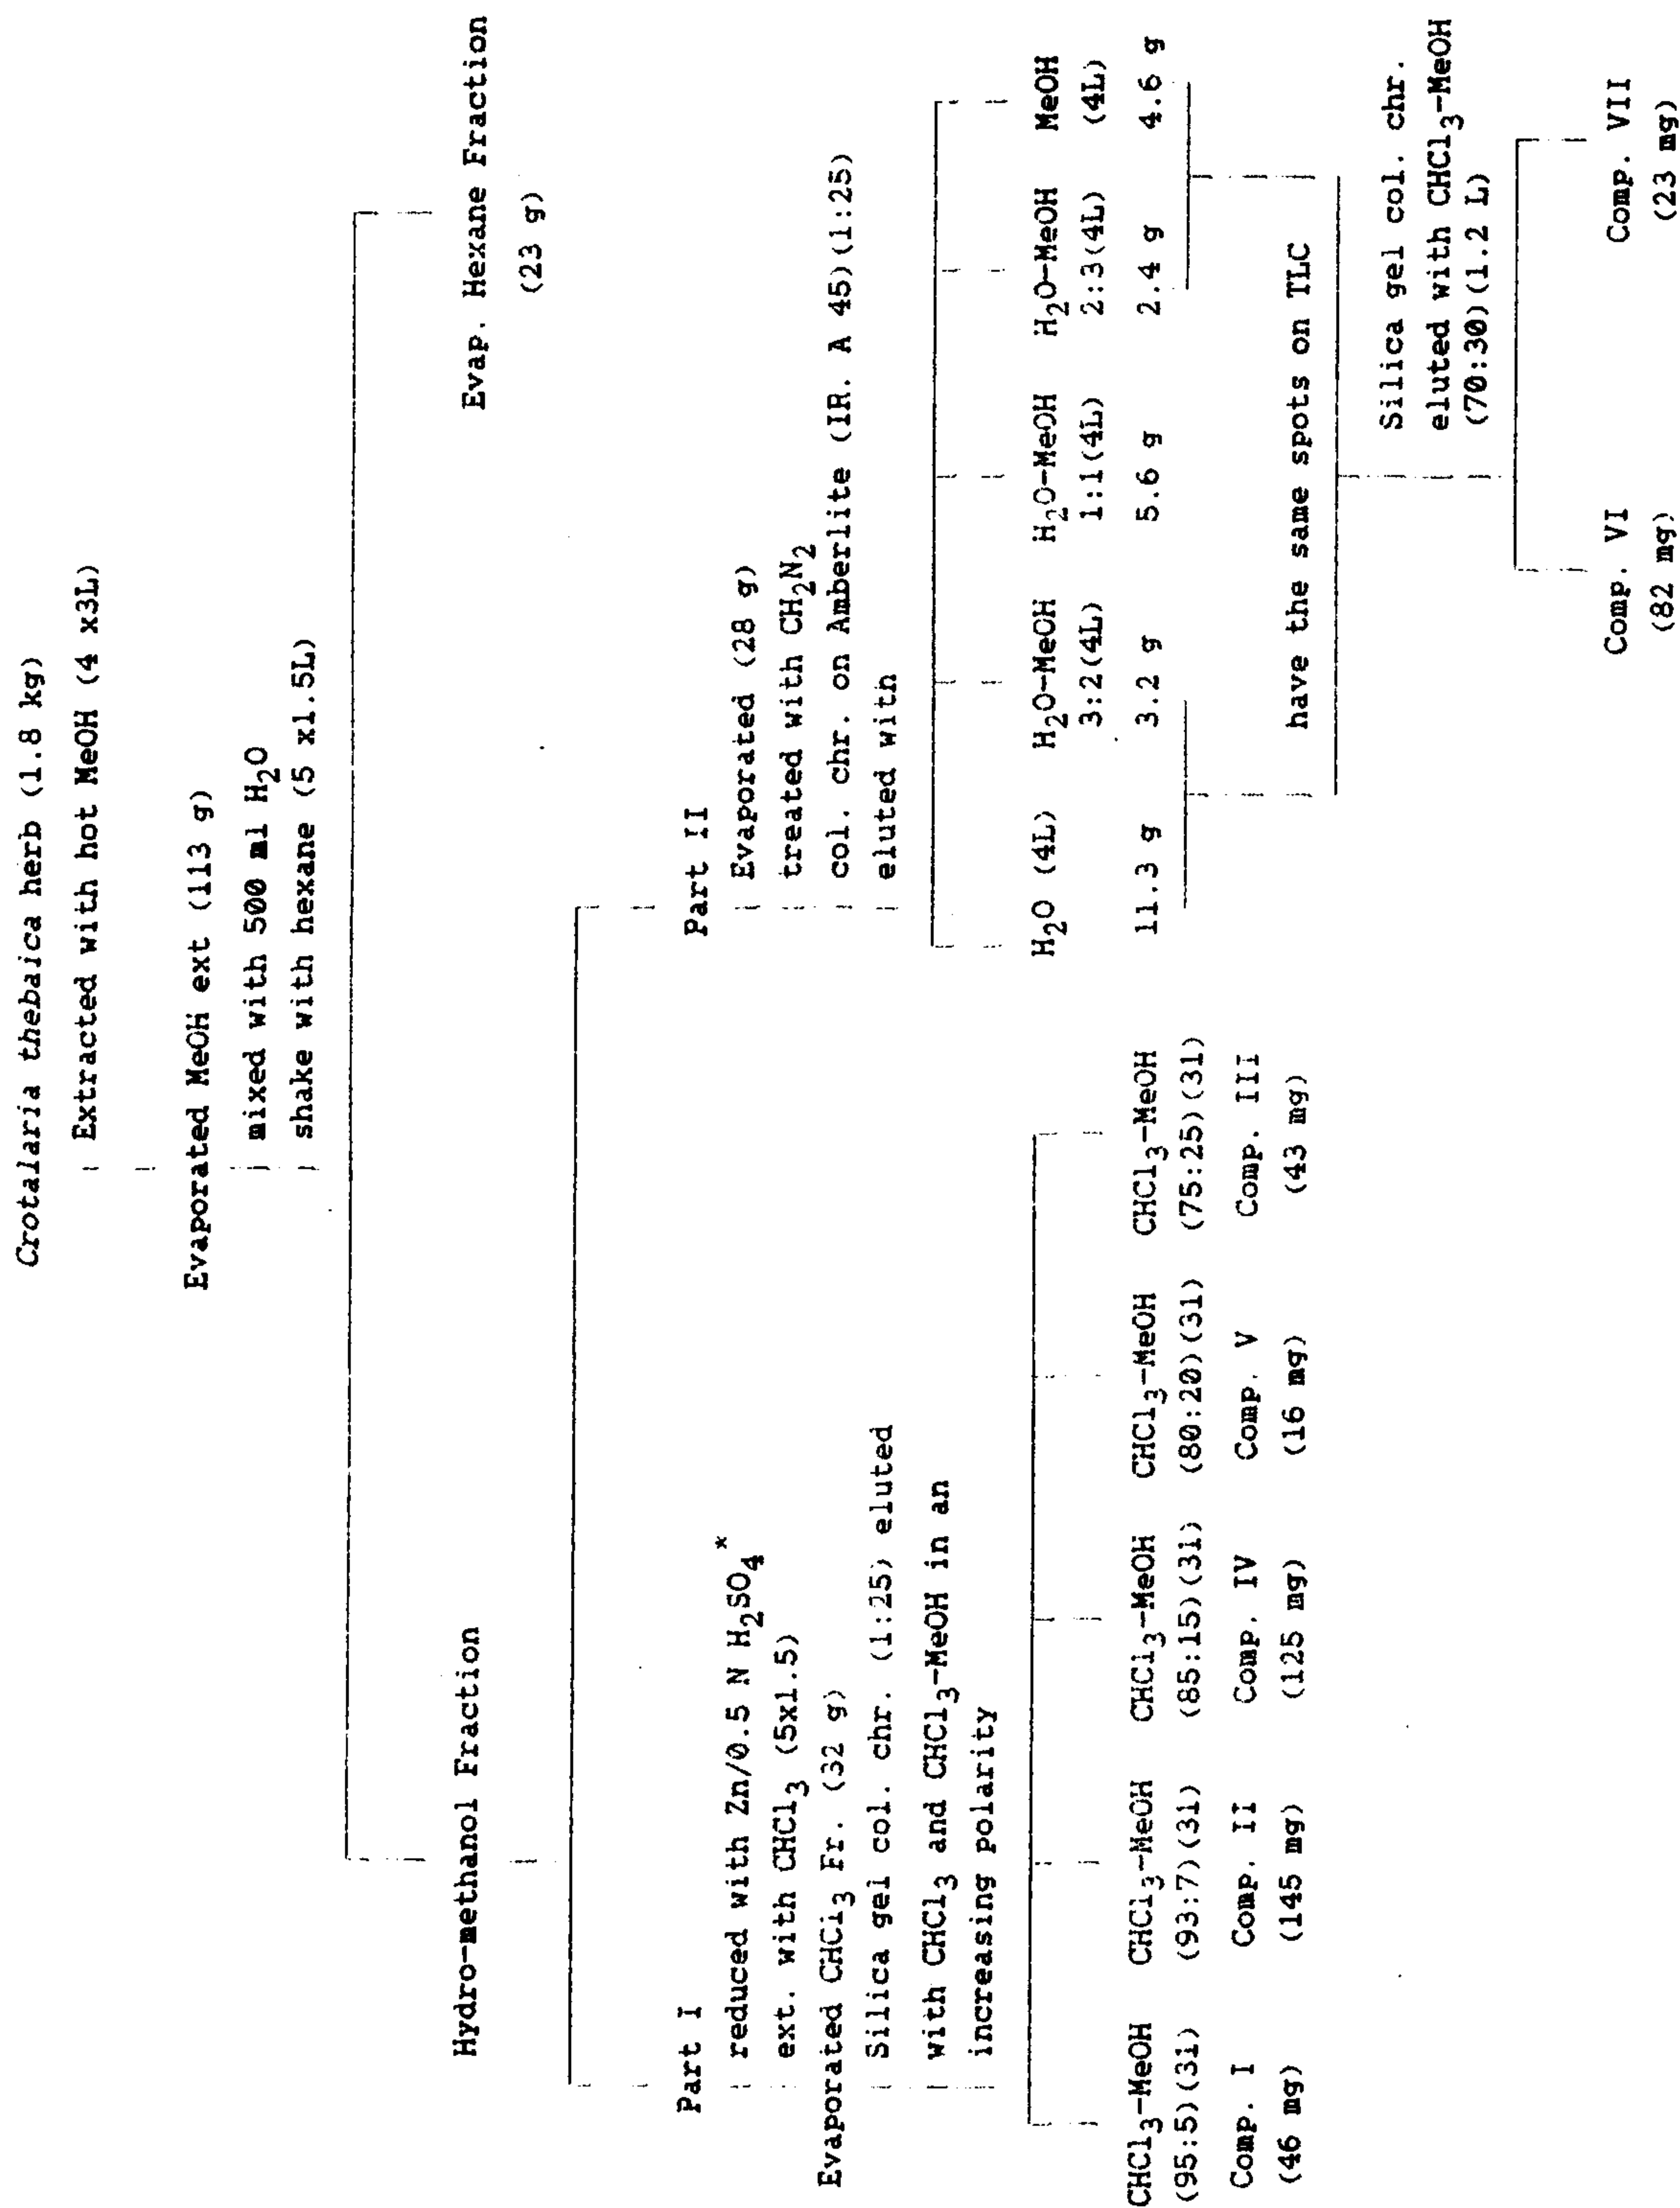 Crotalaria thebaica herb (1.8 kg)
Extracted with hot MeOH (4 x3L)
Evaporated MeOH ext (113 g)
mixed with 500 ml H2O
shake with hexane (5 x1.5L)
Hydro-methanol Fraction
Evap. Hexane Fraction
(23 g)
Part I
reduced with Zn/0.5 N H2SO4*
ext. with CHCl3 (5x1.5)
Evaporated CHCl3 Fr. (32 g)
Silica gel col. chr. (1:25) eluted
with CHCl3 and CHCl3-MeOH in an
increasing polarity
CHCl3-MeOH CHCl3-MeOH CHCl3-MeOH CHCl3-MeOH CHCl3-MeOH
(95:5)(3l) (93:7)(3l) (85:15)(3l) (80:20)(3l) (75:25)(3l)
Comp. I Comp. II Comp. IV Comp. V Comp. III
(46 mg) (145 mg) (125 mg) (16 mg) (43 mg)
Part II
Evaporated (28 g)
treated with CH2N2
col. chr. on Amberlite (IR. A 45)(1:25)
eluted with
H2O (4L) H2O-MeOH H2O-MeOH H2O-MeOH MeOH
3:2(4L) 1:1(4L) 2:3(4L) (4L)
11.3 g 3.2 g 5.6 g 2.4 g 4.6 g
have the same spots on TLC
Silica gel col. chr.
eluted with CHCl3-MeOH
(70:30)(1.2 L)
Comp. VI Comp. VII
(82 mg) (23 mg)